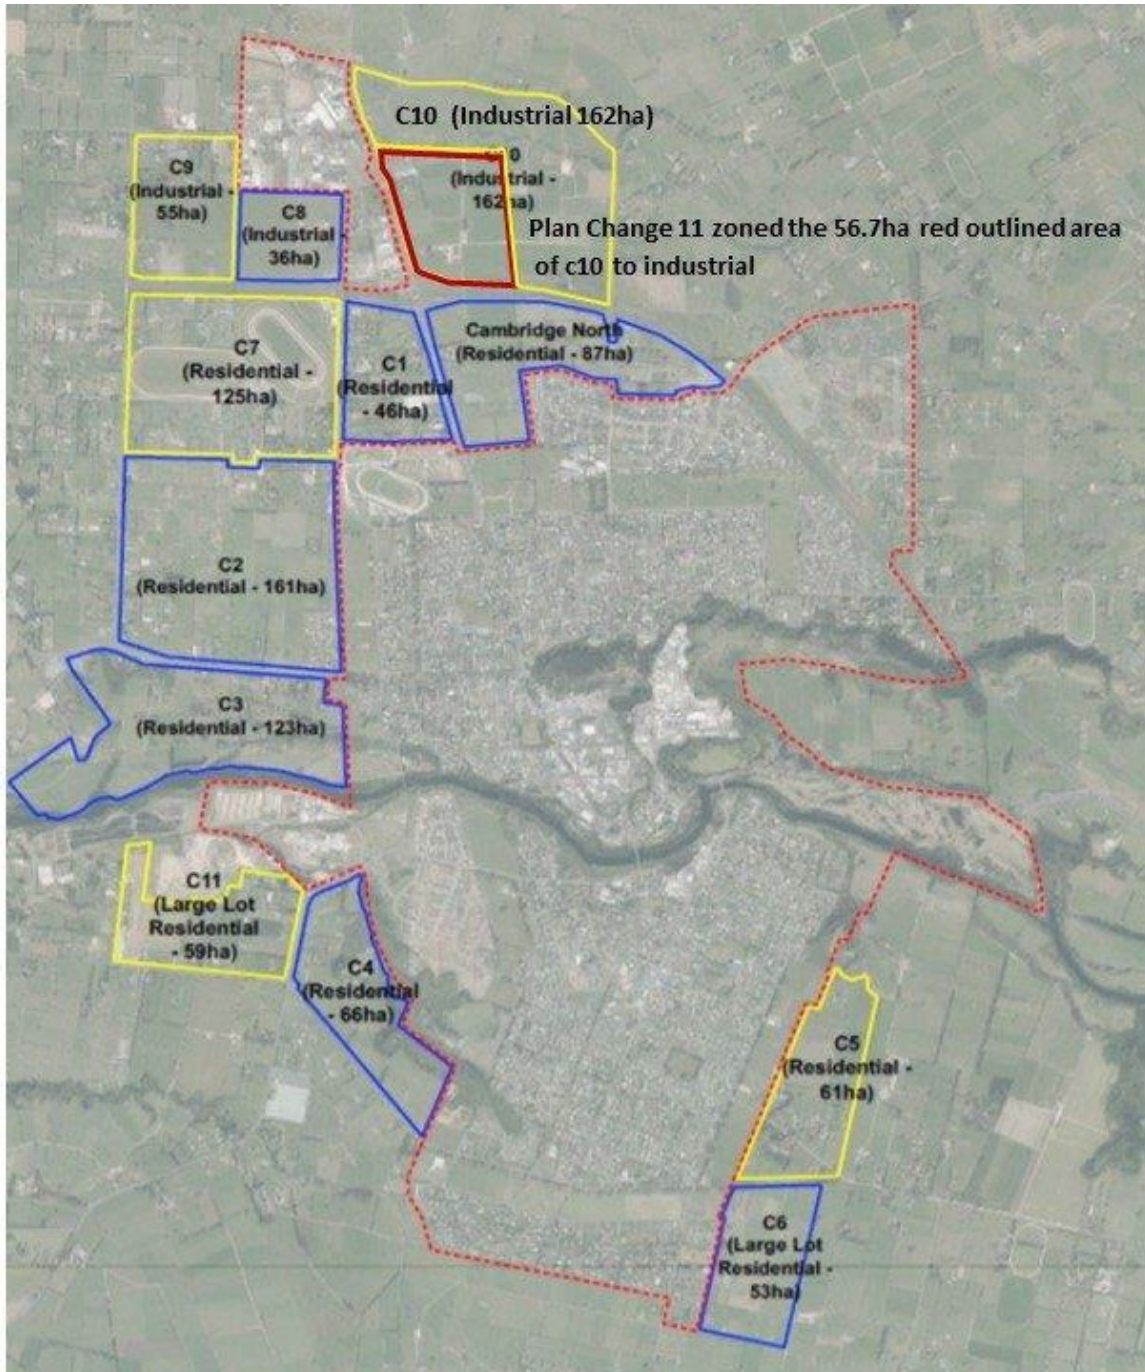 C10 (Industrial 162ha)
C9
(Industrial -
55ha)
0
(Industrial -
162ha)
C8
(Industrial
36ha)
Plan Change 11 zoned the 56.7ha red outlined area
of c10 to industrial
Cambridge North
(Residential - 87ha)
C7
(Residential -
125ha)
C1
(Residential
- 46ha)
C2
(Residential - 161ha)
C3
(Residential - 123ha)
C11
(Large Lot
Residential
- 59ha)
C4
(Residential
- 66ha)
C5
(Residential -
61ha)
C6
(Large Lot
Residential -
53ha)